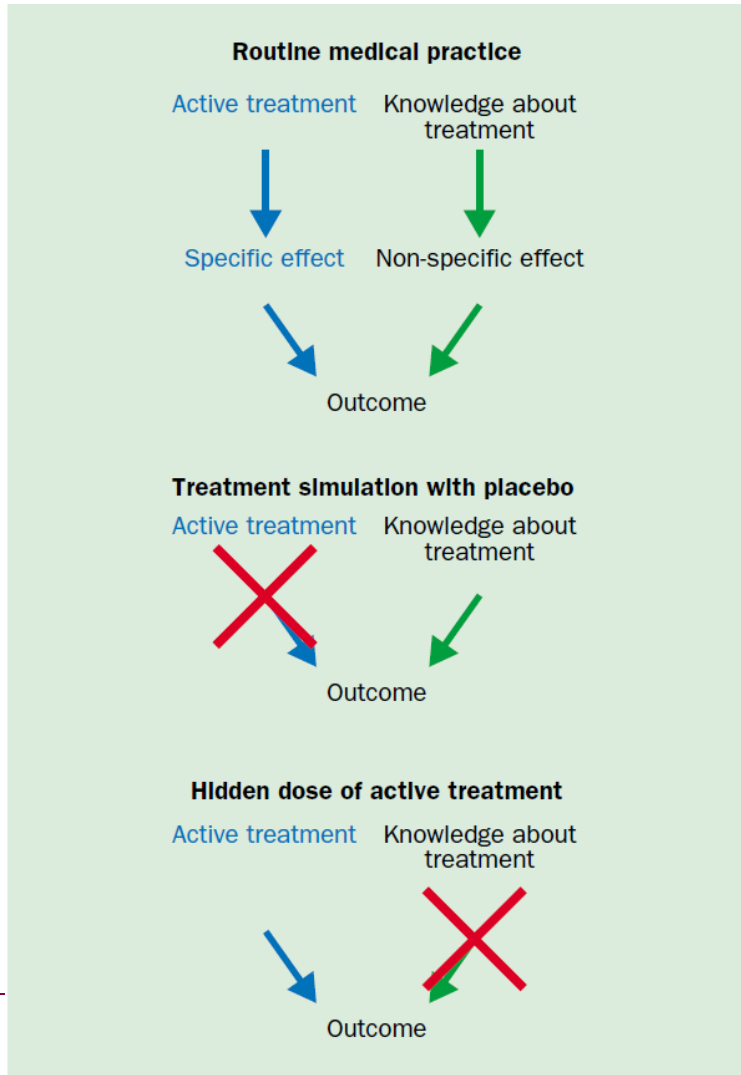 Routine medical practice
Active treatment Knowledge about
treatment
Specific effect Non-specific effect
Outcome
Treatment simulation with placebo
Active treatment Knowledge about
treatment
Outcome
Hidden dose of active treatment
Active treatment Knowledge about
treatment
Outcome